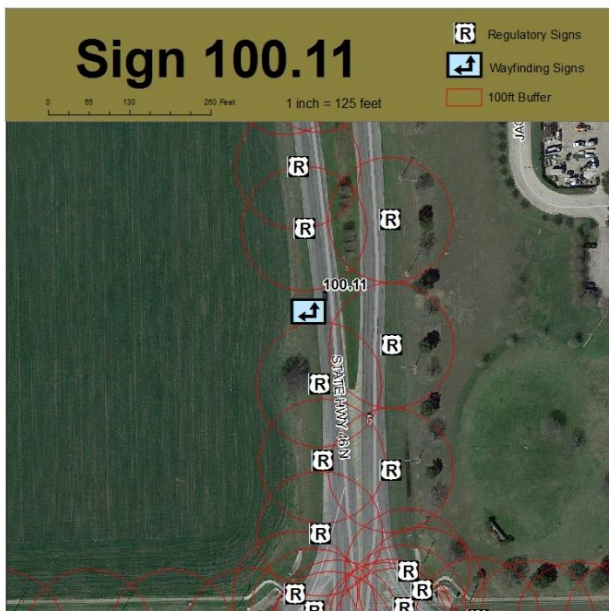 Sign 100.11
R Regulatory Signs
Wayfinding Signs
100ft Buffer
0 65 130 260 Feet
1 inch = 125 feet
JAC
R
R
R
100.11
R
R
STATE HWY 46 N
R
R
R
R
R
R
R
R